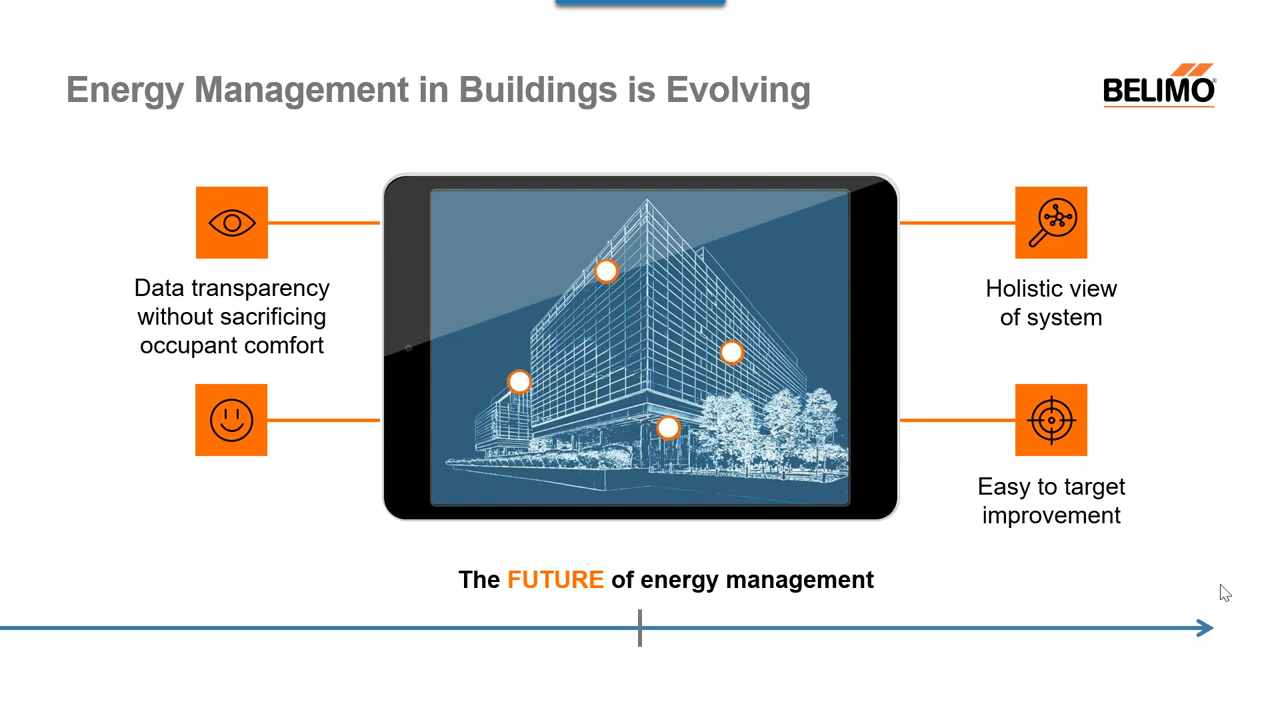 Energy Management in Buildings is Evolving
BELIMO
Data transparency
without sacrificing
occupant comfort
Holistic view
of system
Easy to target
improvement
The FUTURE of energy management